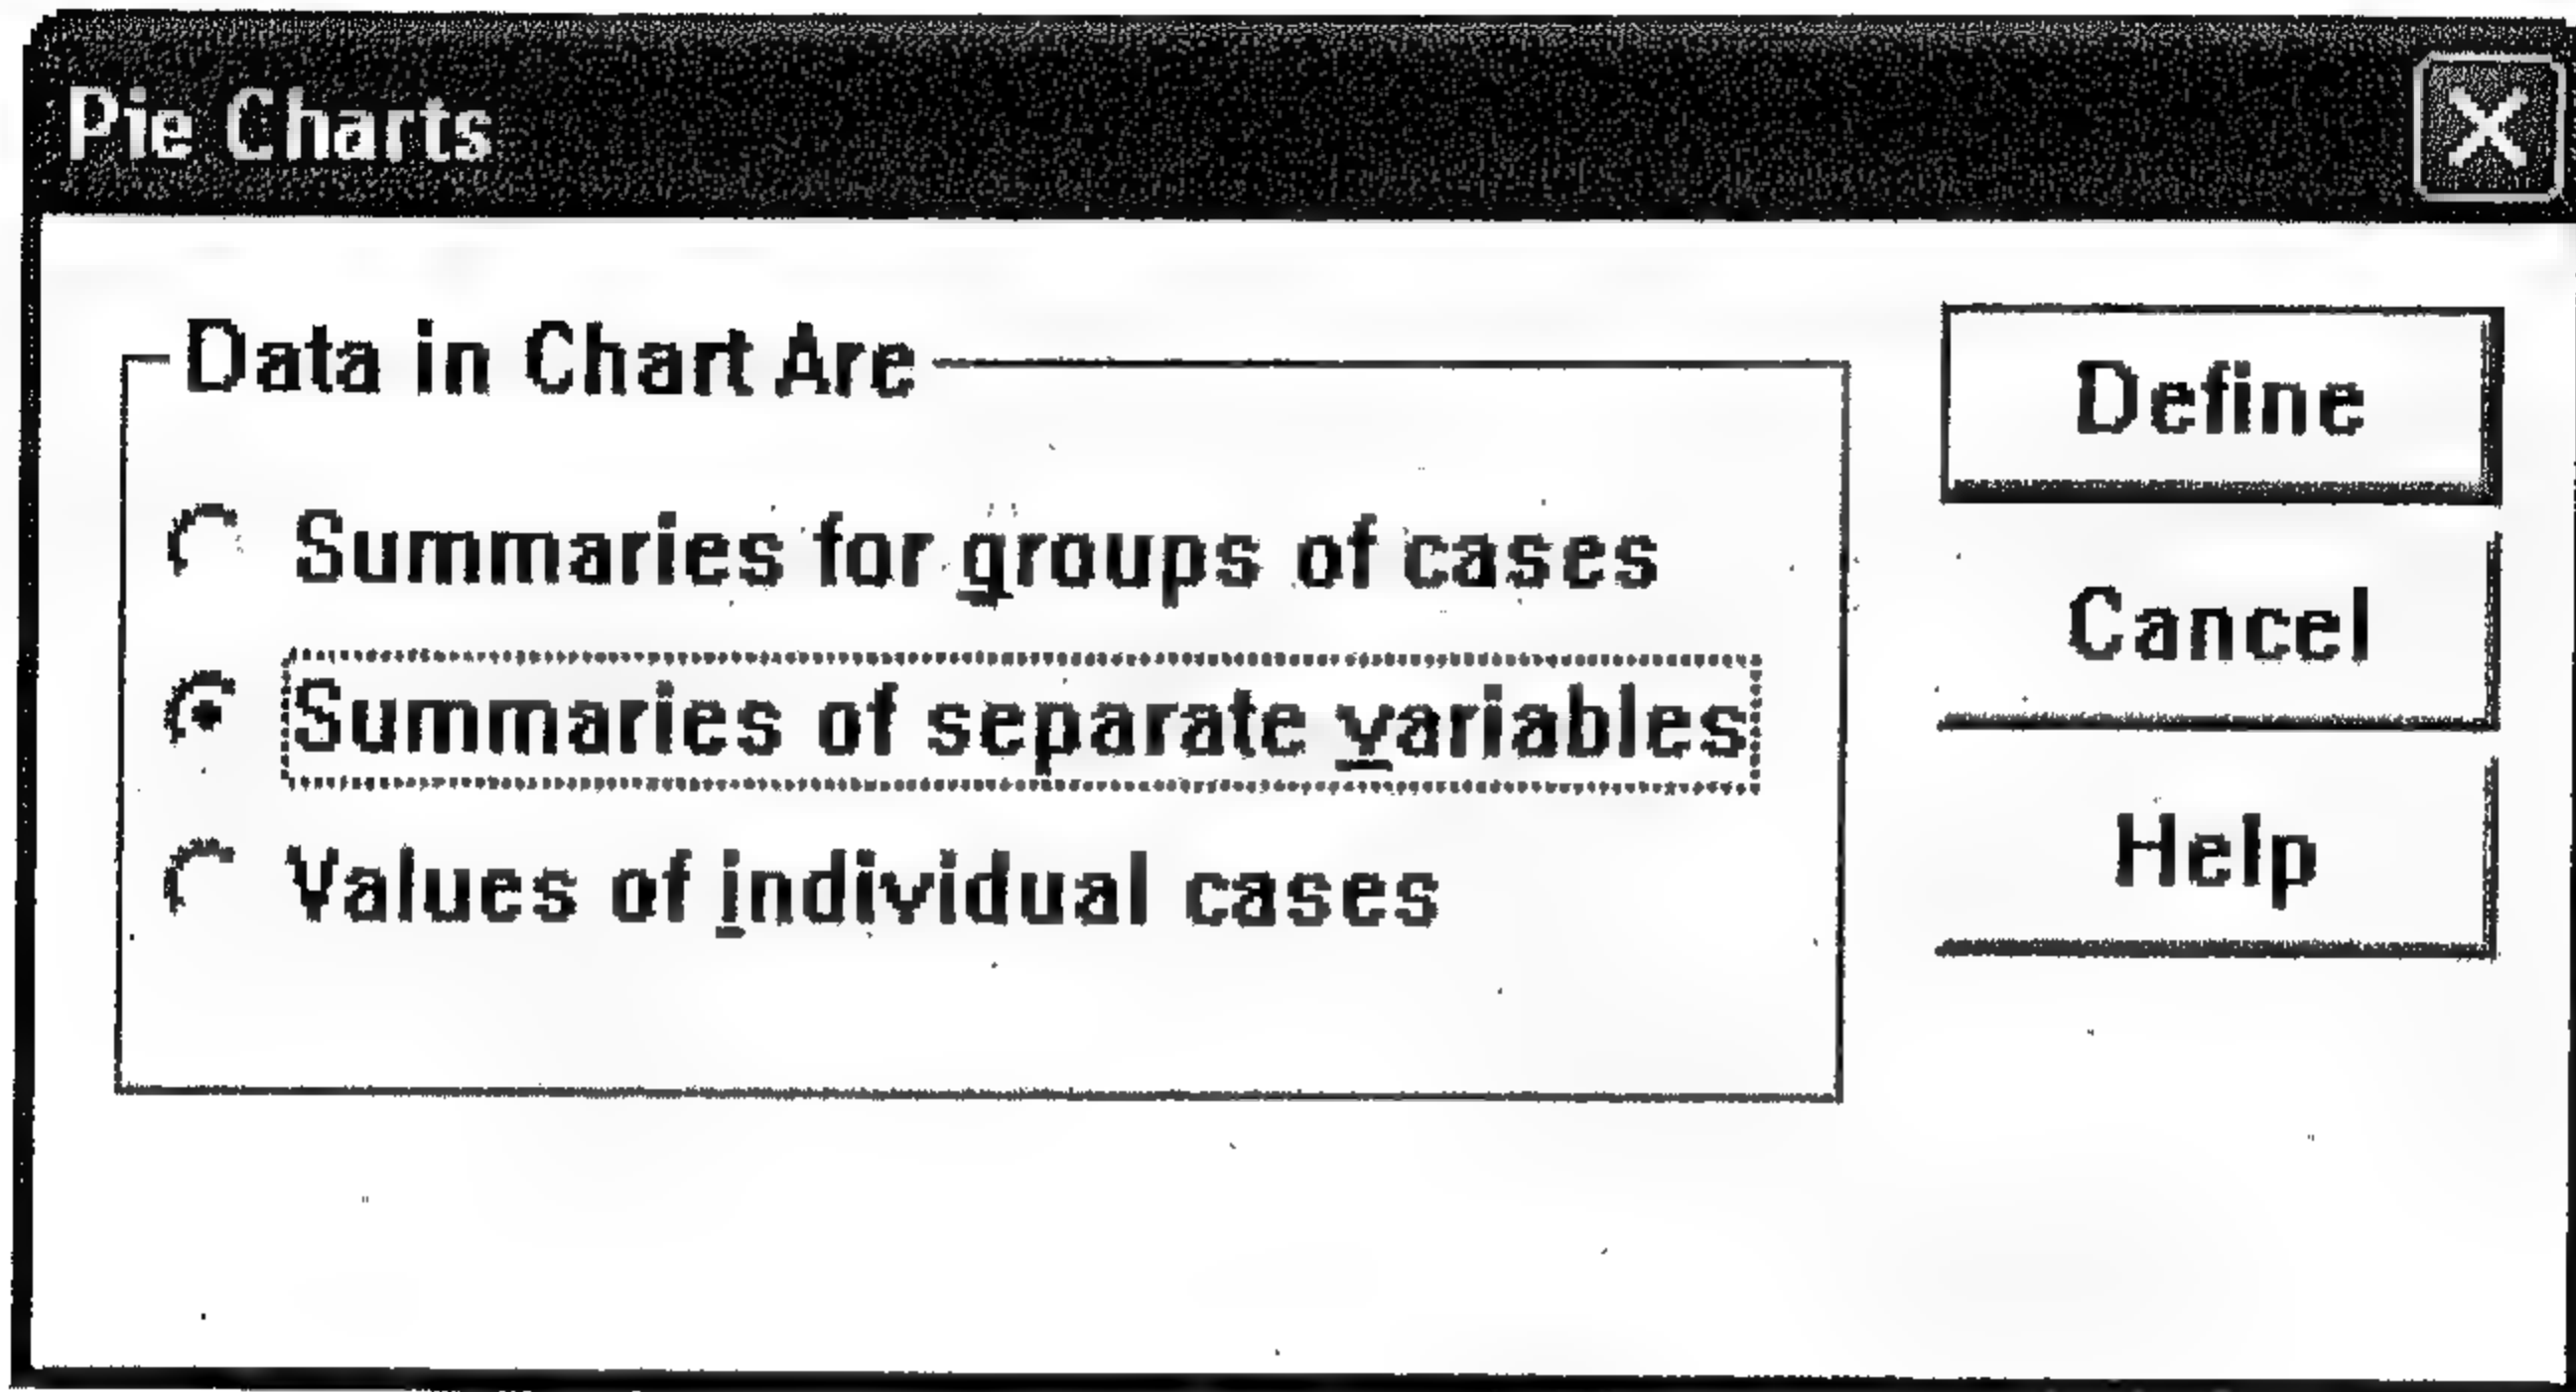 Pie Charts
Data in Chart Are
Summaries for groups of cases
Summaries of separate variables
Values of individual cases
Define
Cancel
Help